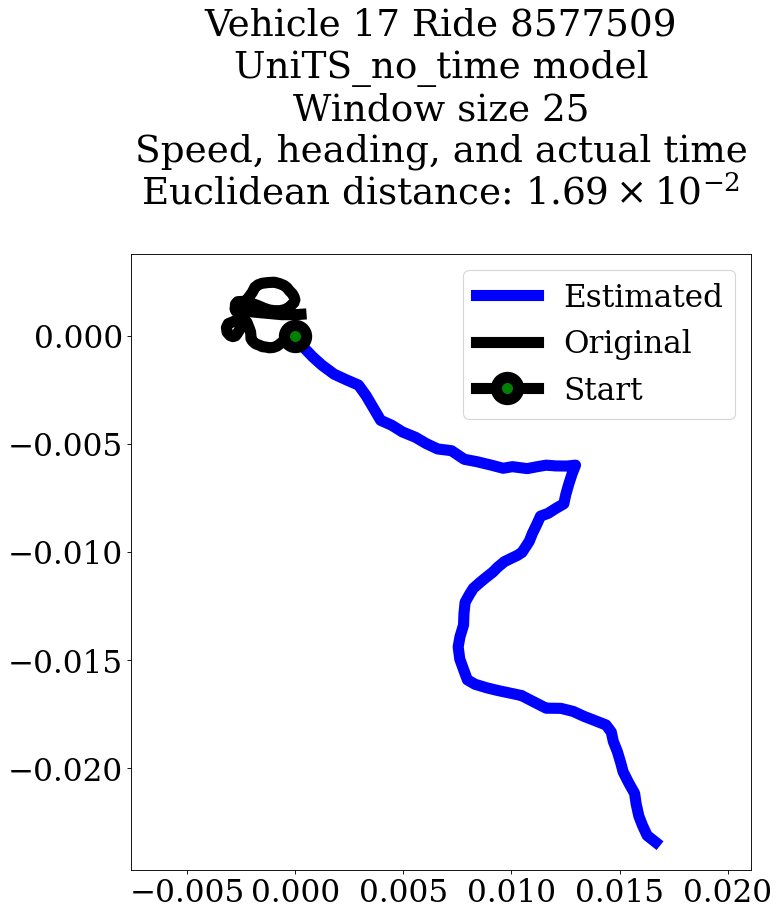 Vehicle 17 Ride 8577509
UniTS_no_time model
Window size 25
Speed, heading, and actual time
Euclidean distance: 1.69 × 10⁻²
Estimated
Original
Start
0.000
−0.005
−0.010
−0.015
−0.020
−0.005 0.000 0.005 0.010 0.015 0.020